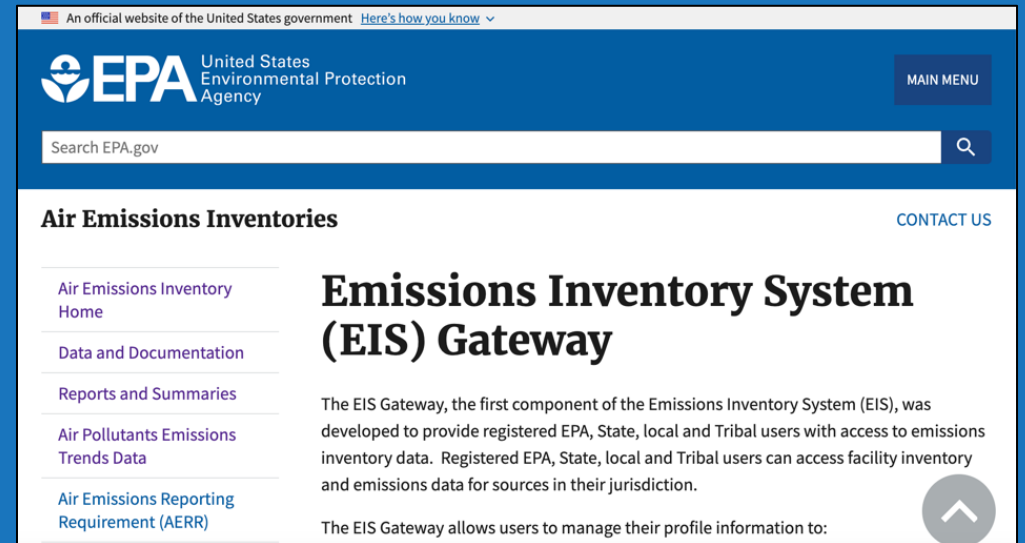 An official website of the United States government Here's how you know
EPA United States
Environmental Protection
Agency
MAIN MENU
Search EPA.gov
Air Emissions Inventories
CONTACT US
Air Emissions Inventory
Home
Data and Documentation
Reports and Summaries
Air Pollutants Emissions
Trends Data
Air Emissions Reporting
Requirement (AERR)
Emissions Inventory System
(EIS) Gateway
The EIS Gateway, the first component of the Emissions Inventory System (EIS), was
developed to provide registered EPA, State, local and Tribal users with access to emissions
inventory data. Registered EPA, State, local and Tribal users can access facility inventory
and emissions data for sources in their jurisdiction.
The EIS Gateway allows users to manage their profile information to: